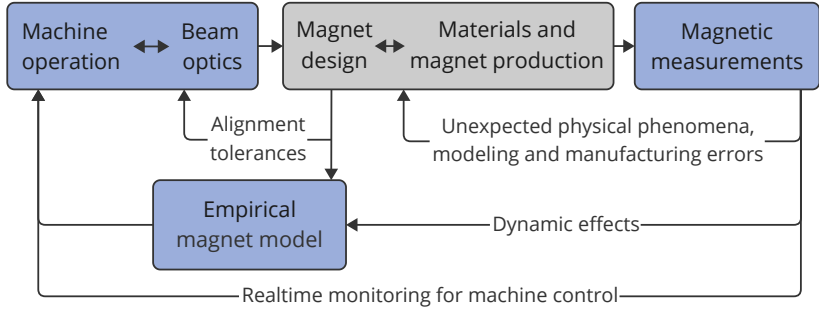 Machine
operation
Beam
optics
Magnet
design
Materials and
magnet production
Magnetic
measurements
Alignment
tolerances
Unexpected physical phenomena,
modeling and manufacturing errors
Empirical
magnet model
Dynamic effects
Realtime monitoring for machine control